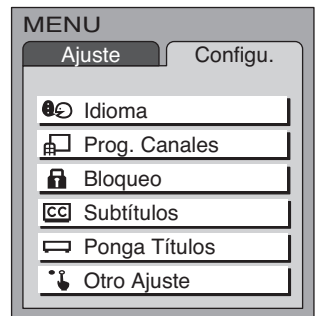 MENU
Ajuste Configu.
Idioma
Prog. Canales
Bloqueo
CC Subtítulos
Ponga Títulos
Otro Ajuste